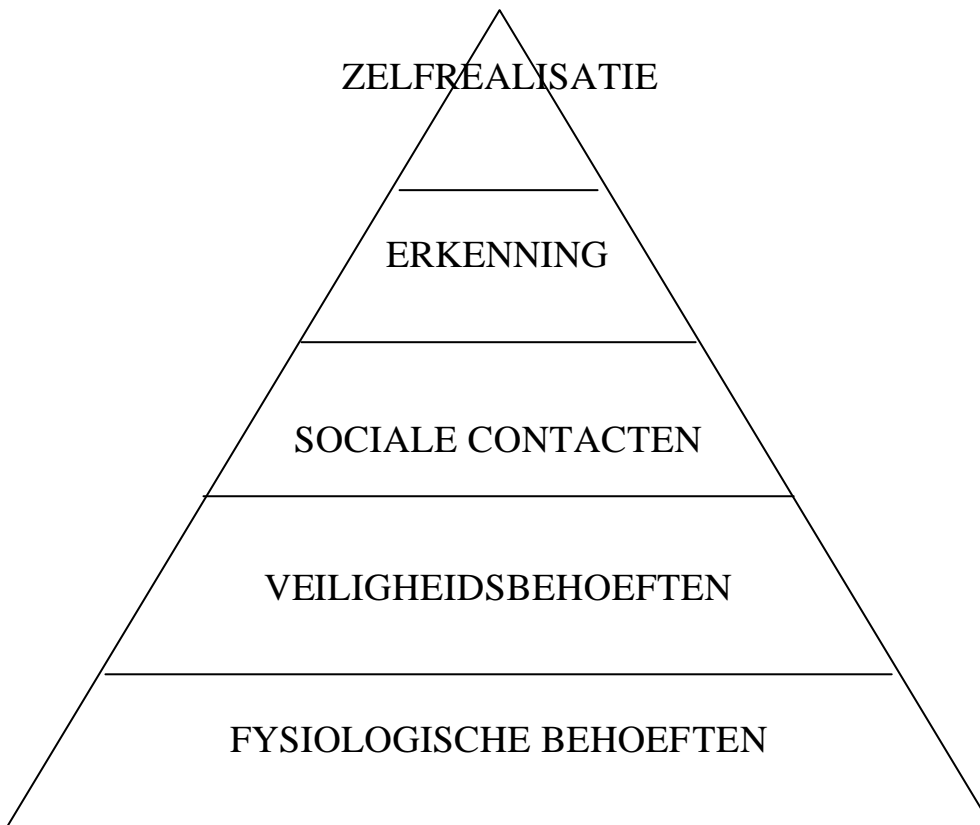 ZELFREALISATIE
ERKENNING
SOCIALE CONTACTEN
VEILIGHEIDSBEHOEFTEN
FYSIOLOGISCHE BEHOEFTEN